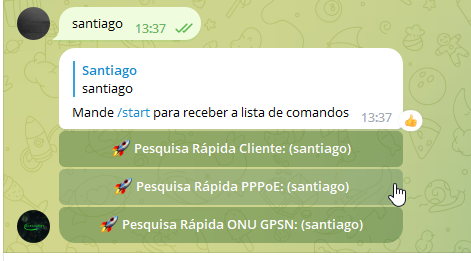 santiago
13:37
Santiago
santiago
Mande /start para receber a lista de comandos
13:37
Pesquisa Rápida Cliente: (santiago)
Pesquisa Rápida PPPoE: (santiago)
Pesquisa Rápida ONU GPSN: (santiago)